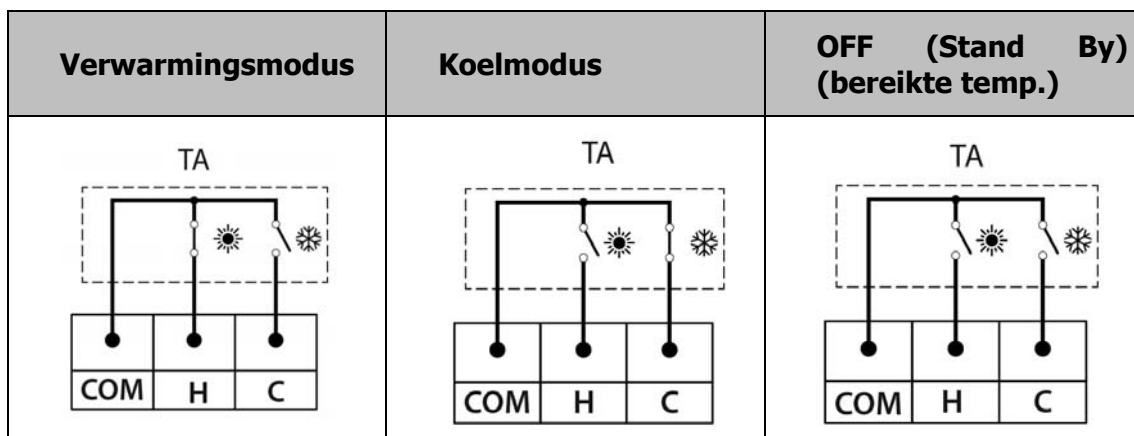 Verwarmingsmodus
Koelmodus
OFF (Stand By)
(bereikte temp.)
TA
COM H C
TA
COM H C
TA
COM H C